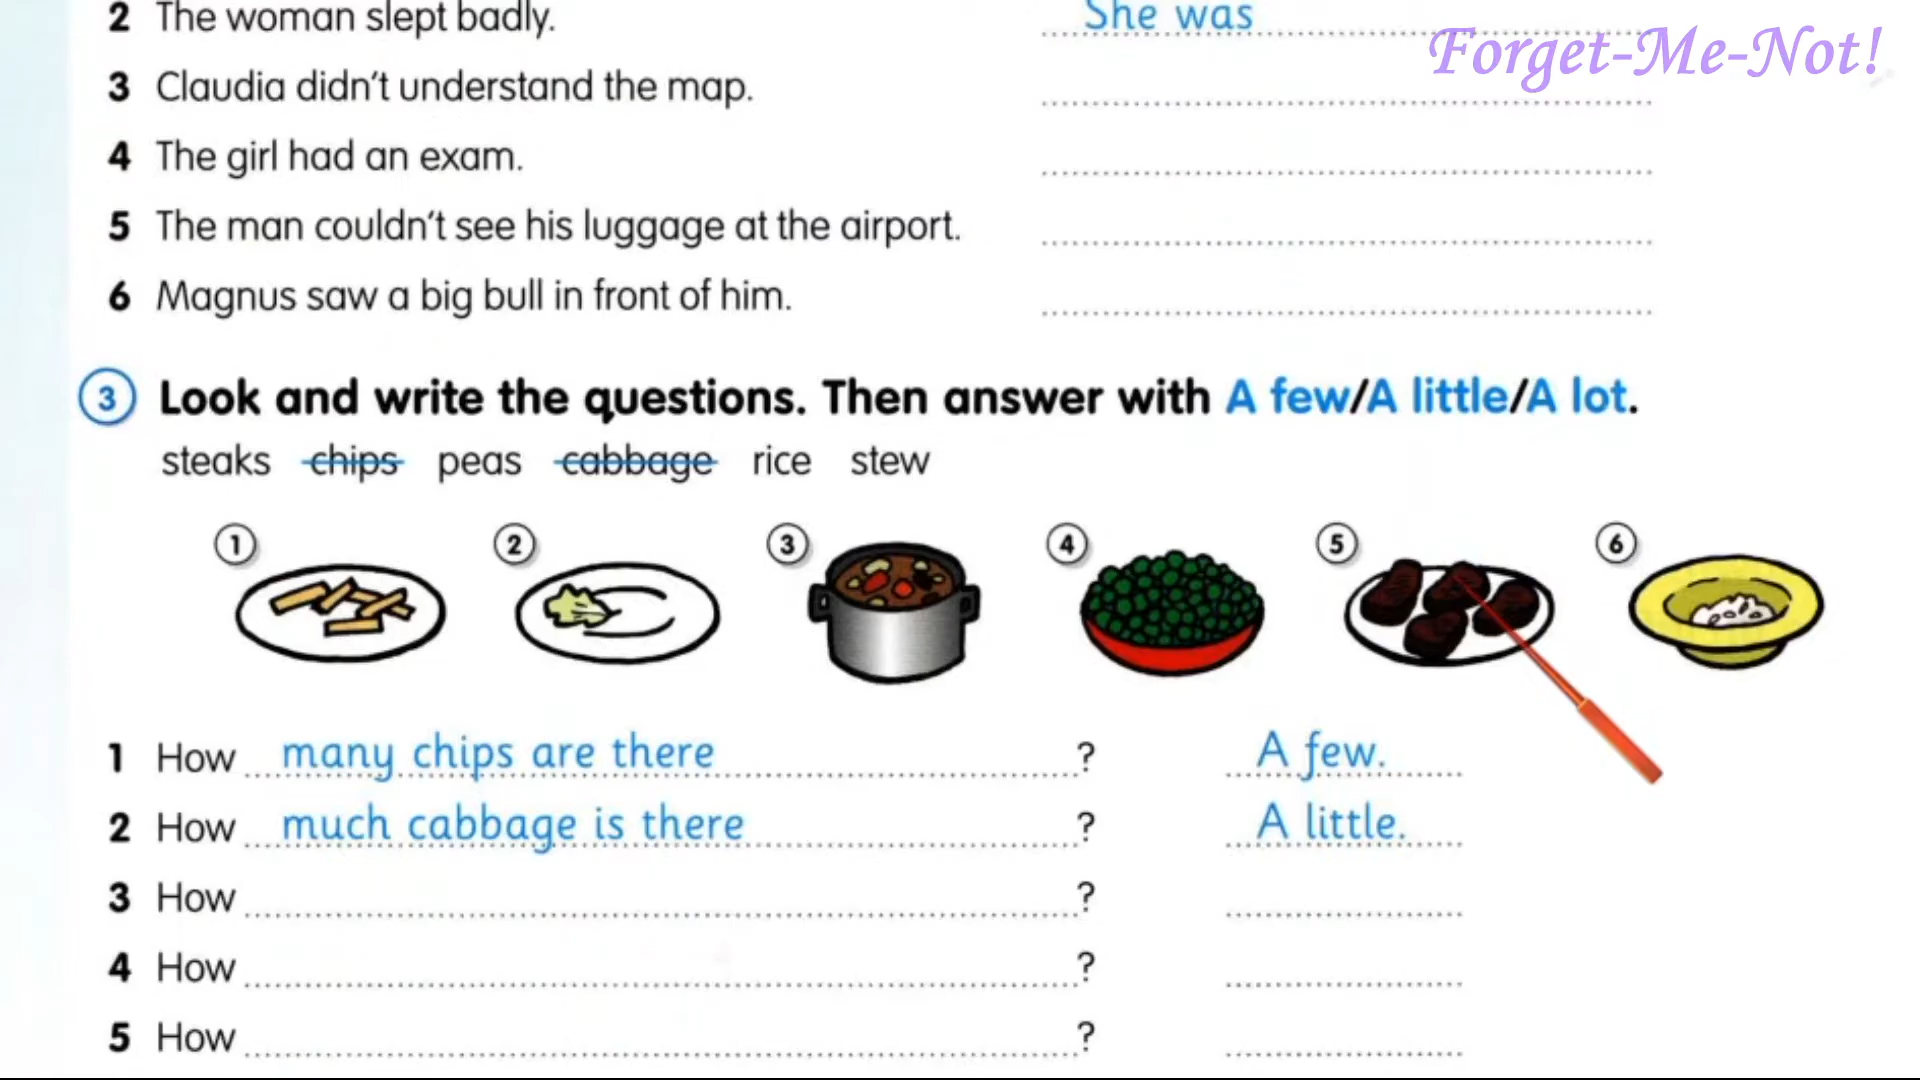 2 The woman slept badly. She was
Forget-Me-Not!
3 Claudia didn't understand the map.
4 The girl had an exam.
5 The man couldn't see his luggage at the airport.
6 Magnus saw a big bull in front of him.
3 Look and write the questions. Then answer with A few/A little/A lot.
steaks chips peas cabbage rice stew
1 2 3 4 5 6
1 How many chips are there ? A few.
2 How much cabbage is there ? A little.
3 How ?
4 How ?
5 How ?